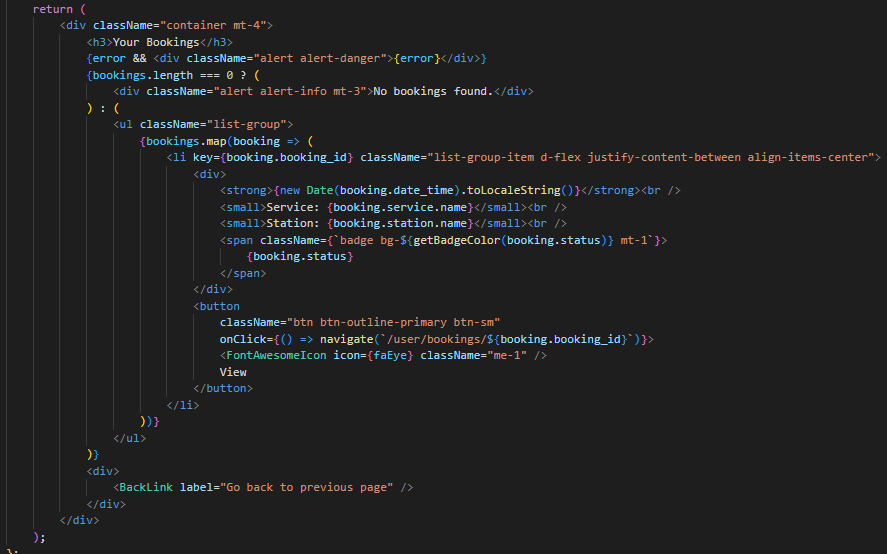 return (
<div className="container mt-4">
<h3>Your Bookings</h3>
{error && <div className="alert alert-danger">{error}</div>}
{bookings.length === 0 ? (
<div className="alert alert-info mt-3">No bookings found.</div>
) : (
<ul className="list-group">
{bookings.map(booking => (
<li key={booking.booking_id} className="list-group-item d-flex justify-content-between align-items-center">
<div>
<strong>{new Date(booking.date_time).toLocaleString()}</strong><br />
<small>Service: {booking.service.name}</small><br />
<small>Station: {booking.station.name}</small><br />
<span className={`badge bg-${getBadgeColor(booking.status)} mt-1`}>
{booking.status}
</span>
</div>
<button
className="btn btn-outline-primary btn-sm"
onClick={() => navigate(`/user/bookings/${booking.booking_id}`)}>
<FontAwesomeIcon icon={faEye} className="me-1" />
View
</button>
</li>
))}
</ul>
)}
<div>
<BackLink label="Go back to previous page" />
</div>
</div>
);
};